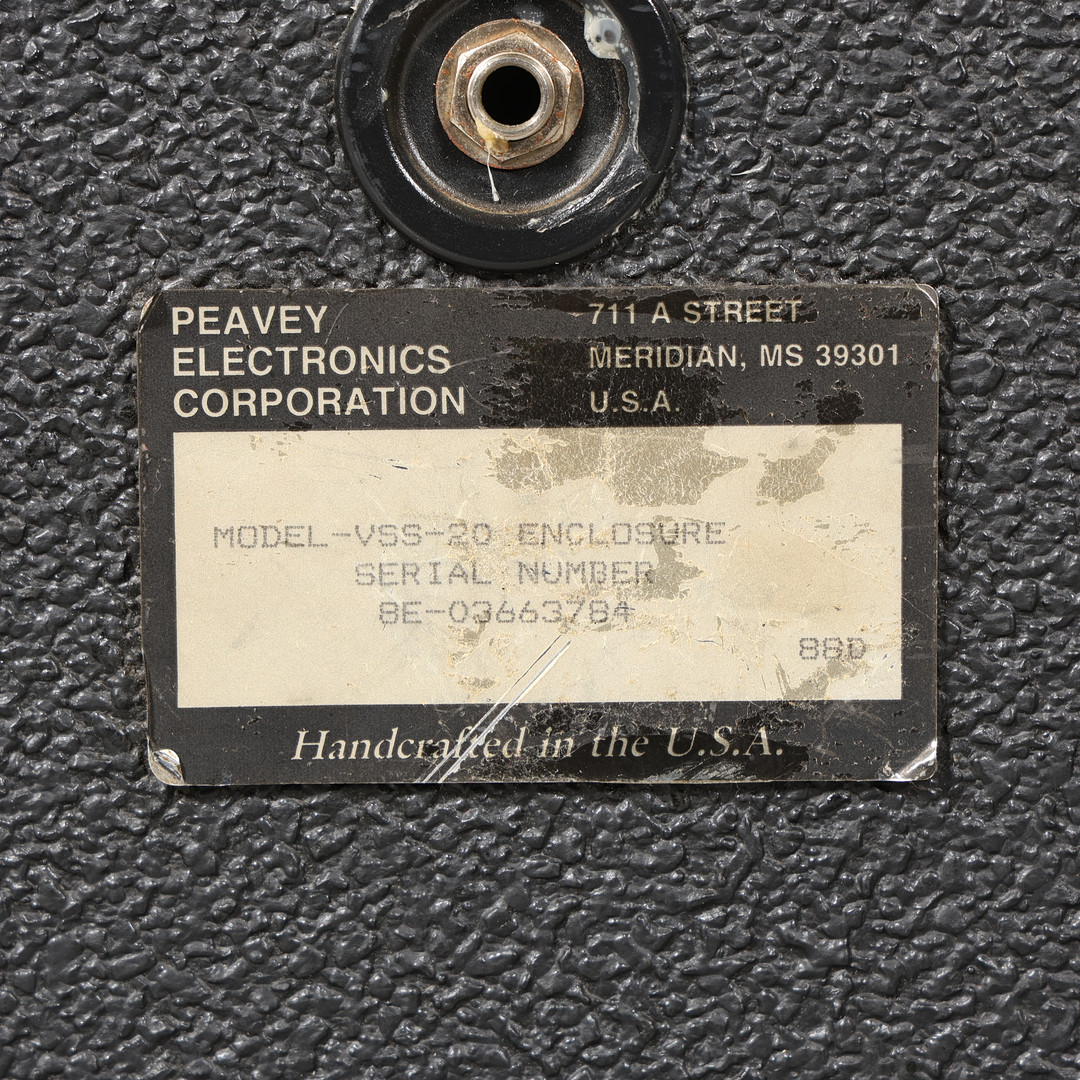 PEAVEY
ELECTRONICS
CORPORATION
711 A STREET
MERIDIAN, MS 39301
U.S.A.
MODEL-VSS-20 ENCLOSURE
SERIAL NUMBER
8E-03663784
88D
Handcrafted in the U.S.A.